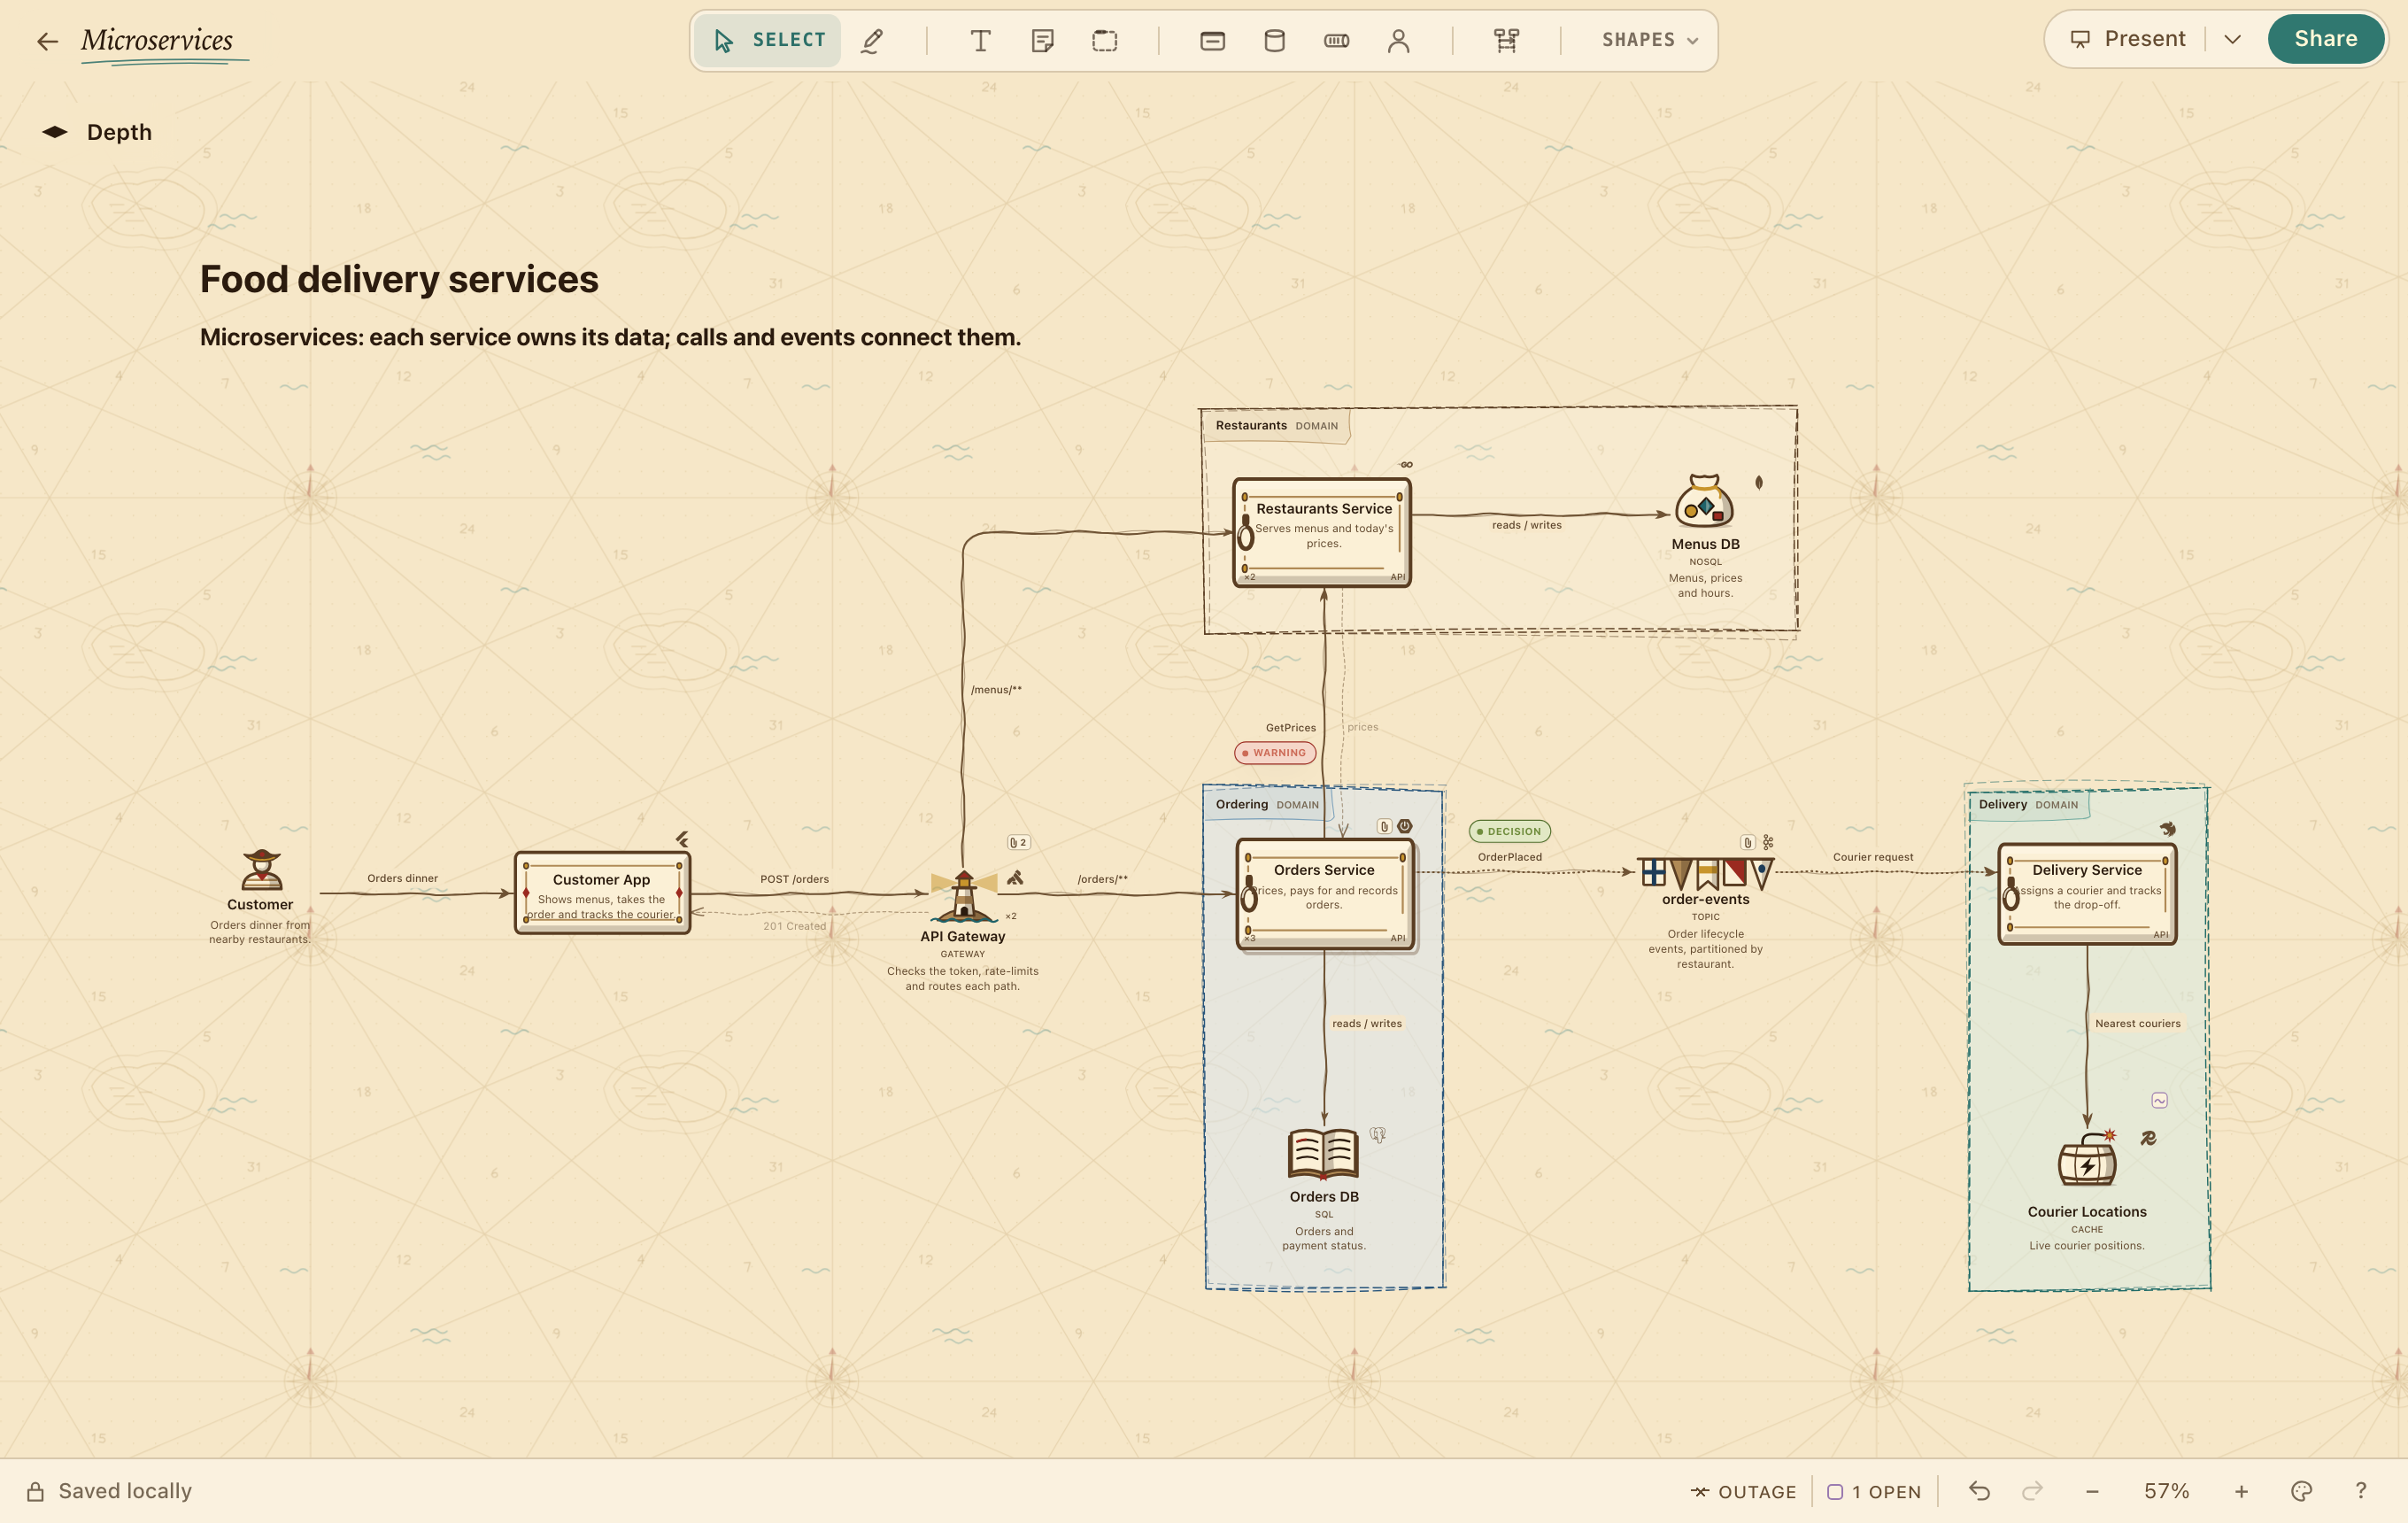 Microservices
SELECT
SHAPES
Present
Share
Depth
Food delivery services
Microservices: each service owns its data; calls and events connect them.
Restaurants DOMAIN
GO
Restaurants Service
Serves menus and today's
prices.
×2 API
reads / writes
Menus DB
NOSQL
Menus, prices
and hours.
/menus/**
GetPrices
prices
WARNING
Customer
Orders dinner from
nearby restaurants.
Orders dinner
Customer App
Shows menus, takes the
order and tracks the courier.
POST /orders
201 Created
2
×2
API Gateway
GATEWAY
Checks the token, rate-limits
and routes each path.
/orders/**
Ordering DOMAIN
Orders Service
Prices, pays for and records
orders.
×3 API
reads / writes
Orders DB
SQL
Orders and
payment status.
DECISION
OrderPlaced
order-events
TOPIC
Order lifecycle
events, partitioned by
restaurant.
Courier request
Delivery DOMAIN
Delivery Service
Assigns a courier and tracks
the drop-off.
API
Nearest couriers
Courier Locations
CACHE
Live courier positions.
Saved locally
OUTAGE
1 OPEN
57%
?